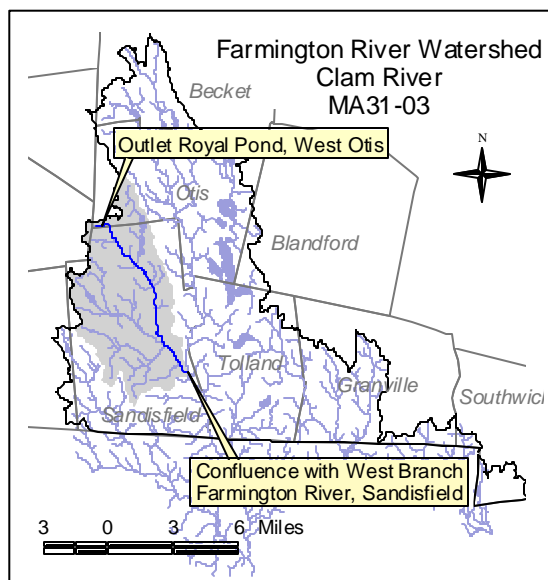 Farmington River Watershed
Clam River
MA31-03
Becket
N
Outlet Royal Pond, West Otis
Otis
Blandford
Tolland
Granville
Southwick
Sandisfield
Confluence with West Branch
Farmington River, Sandisfield
3 0 3 6 Miles